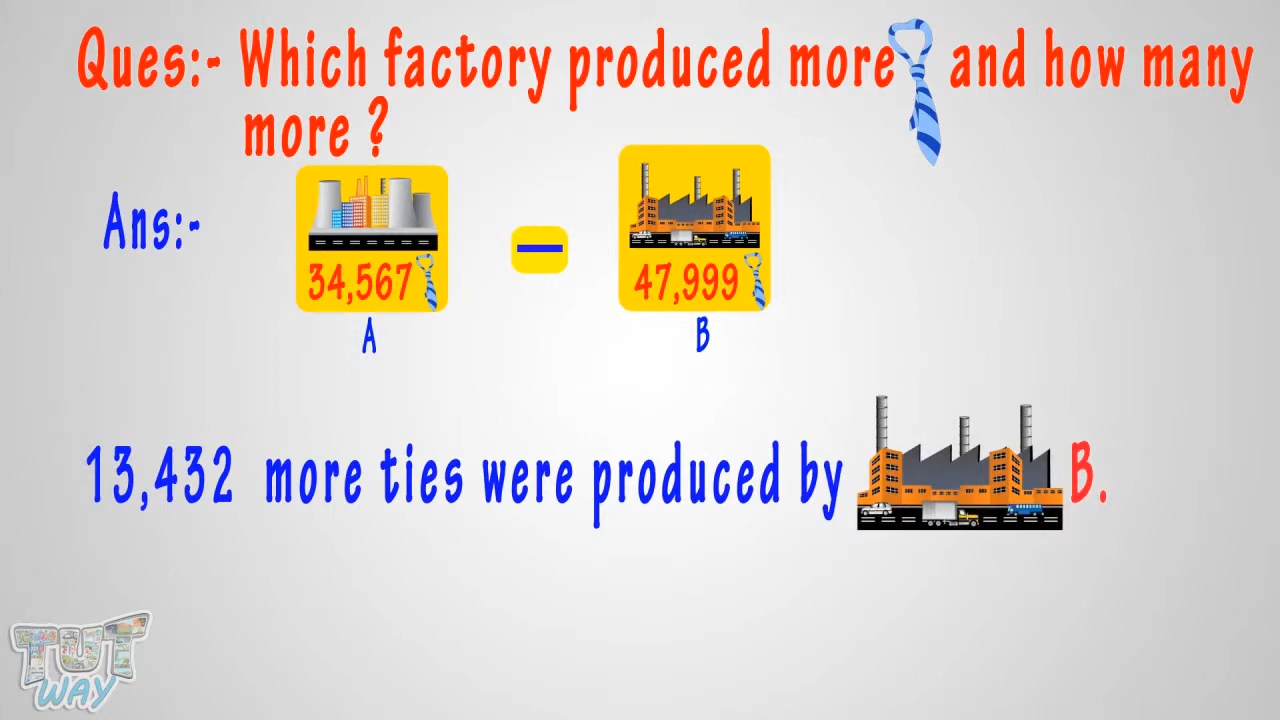 Ques:- Which factory produced more and how many
more ?
Ans:-
34,567
47,999
A
B
13,432 more ties were produced by B.
TUT
WAY